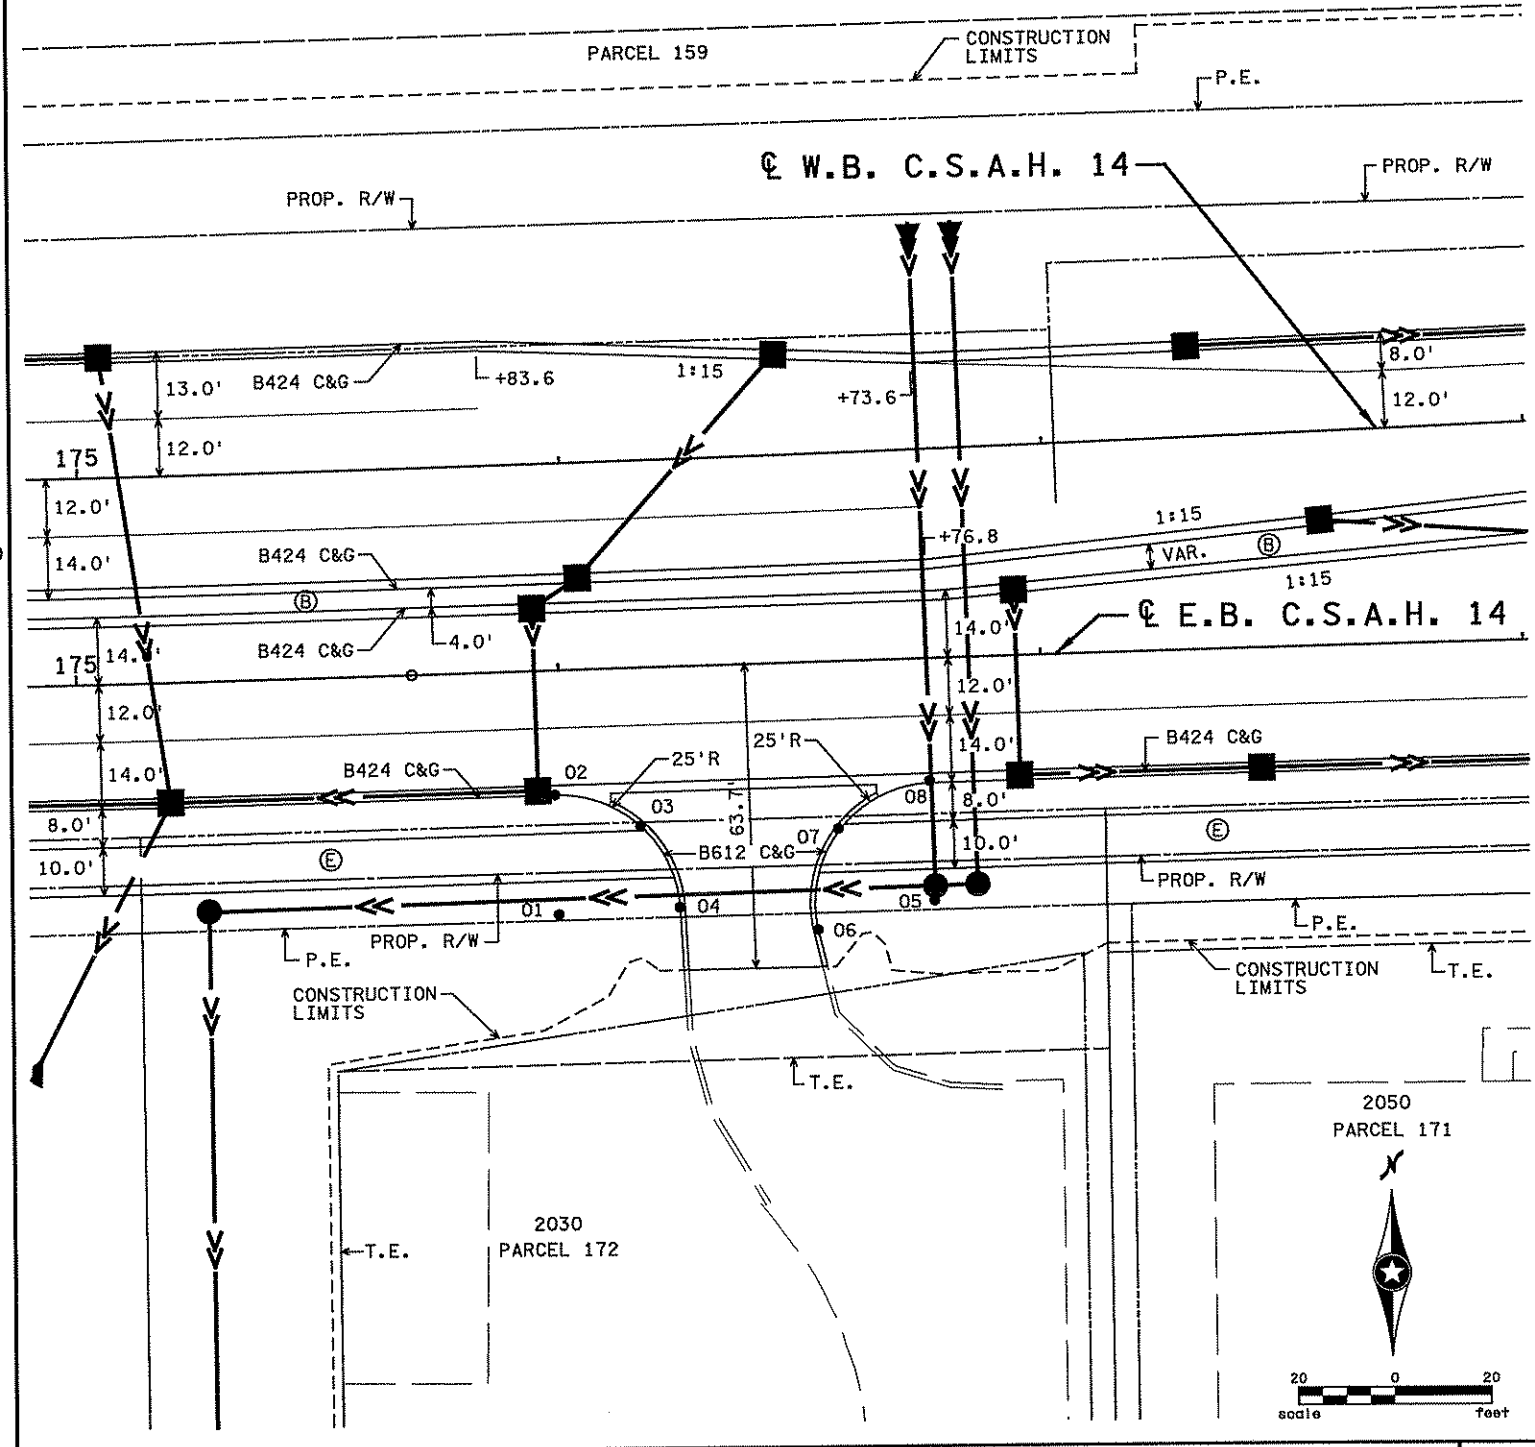 PARCEL 159
CONSTRUCTION
LIMITS
P.E.
℄ W.B. C.S.A.H. 14
PROP. R/W
PROP. R/W
13.0'
B424 C&G
+83.6
1:15
+73.6
8.0'
12.0'
12.0'
175
12.0'
14.0'
B424 C&G
+76.8
1:15
VAR.
B
1:15
B
B424 C&G
4.0'
14.0'
℄ E.B. C.S.A.H. 14
175
14.0'
12.0'
12.0'
14.0'
14.0'
B424 C&G
02
25'R
25'R
B424 C&G
03
63.7'
08
8.0'
8.0'
07
10.0'
E
B612 C&G
E
10.0'
PROP. R/W
01
04
05
06
P.E.
PROP. R/W
P.E.
CONSTRUCTION
LIMITS
T.E.
CONSTRUCTION
LIMITS
T.E.
2050
PARCEL 171
N
2030
PARCEL 172
T.E.
20 0 20
scale feet